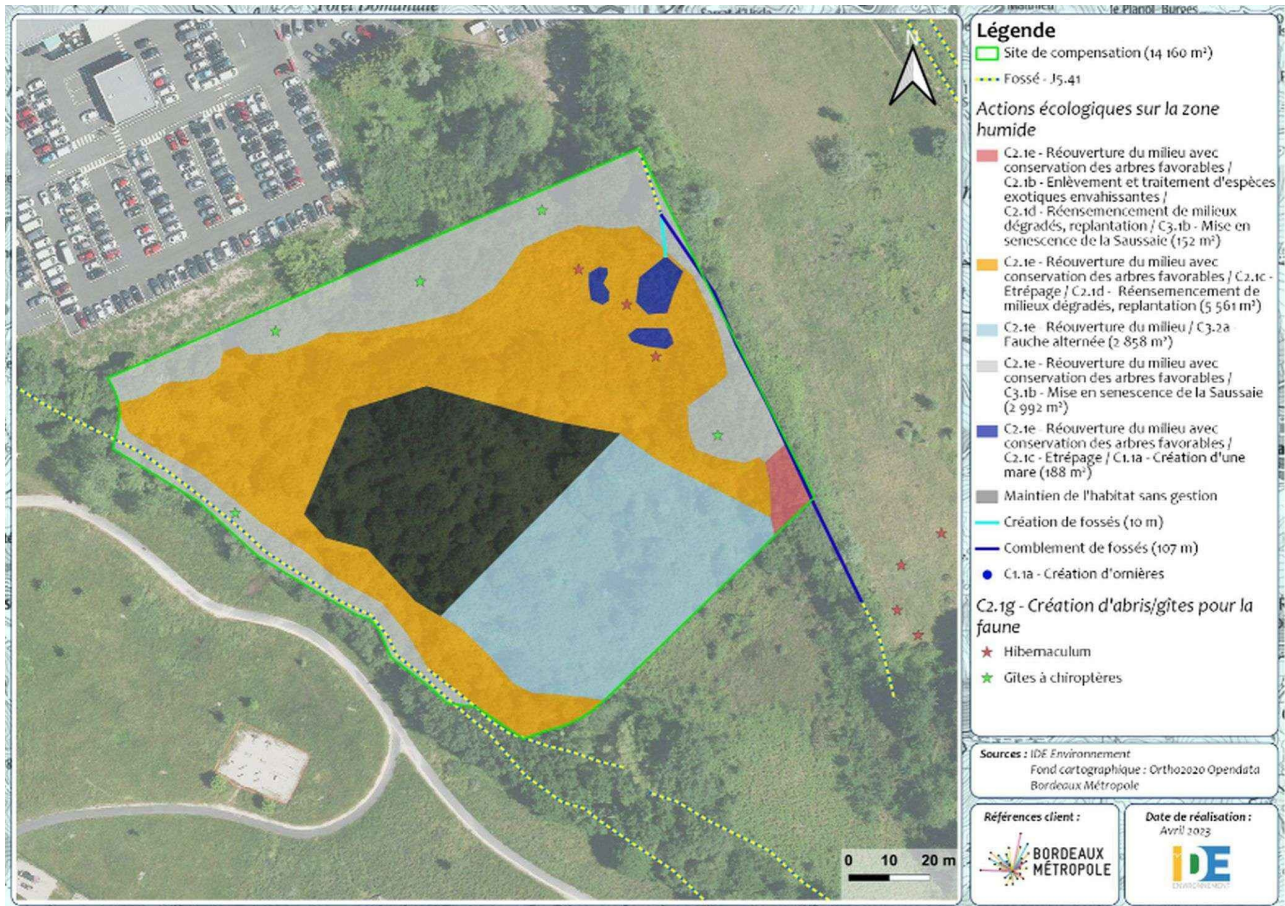 Forêt Domaniale
le Planol Burges
N
Légende
Site de compensation (14 160 m²)
Fossé - J5.41
Actions écologiques sur la zone
humide
C2.1e - Réouverture du milieu avec
conservation des arbres favorables /
C2.1b - Enlèvement et traitement d'espèces
exotiques envahissantes /
C2.1d - Réensemencement de milieux
dégradés, replantation / C3.1b - Mise en
senescence de la Saussaie (152 m²)
C2.1e - Réouverture du milieu avec
conservation des arbres favorables / C2.1c -
Etrépage / C2.1d - Réensemencement de
milieux dégradés, replantation (5 561 m²)
C2.1e - Réouverture du milieu / C3.2a
Fauche alternée (2 858 m²)
C2.1e - Réouverture du milieu avec
conservation des arbres favorables /
C3.1b - Mise en senescence de la Saussaie
(2 992 m²)
C2.1e - Réouverture du milieu avec
conservation des arbres favorables /
C2.1c - Etrépage / C1.1a - Création d'une
mare (188 m²)
Maintien de l'habitat sans gestion
Création de fossés (10 m)
Comblement de fossés (107 m)
C1.1a - Création d'ornières
C2.1g - Création d'abris/gîtes pour la
faune
Hibernaculum
Gîtes à chiroptères
Sources : IDE Environnement
Fond cartographique : Ortho2020 Opendata
Bordeaux Métropole
Références client :
BORDEAUX
MÉTROPOLE
Date de réalisation :
Avril 2023
IDE
ENVIRONNEMENT
0 10 20 m